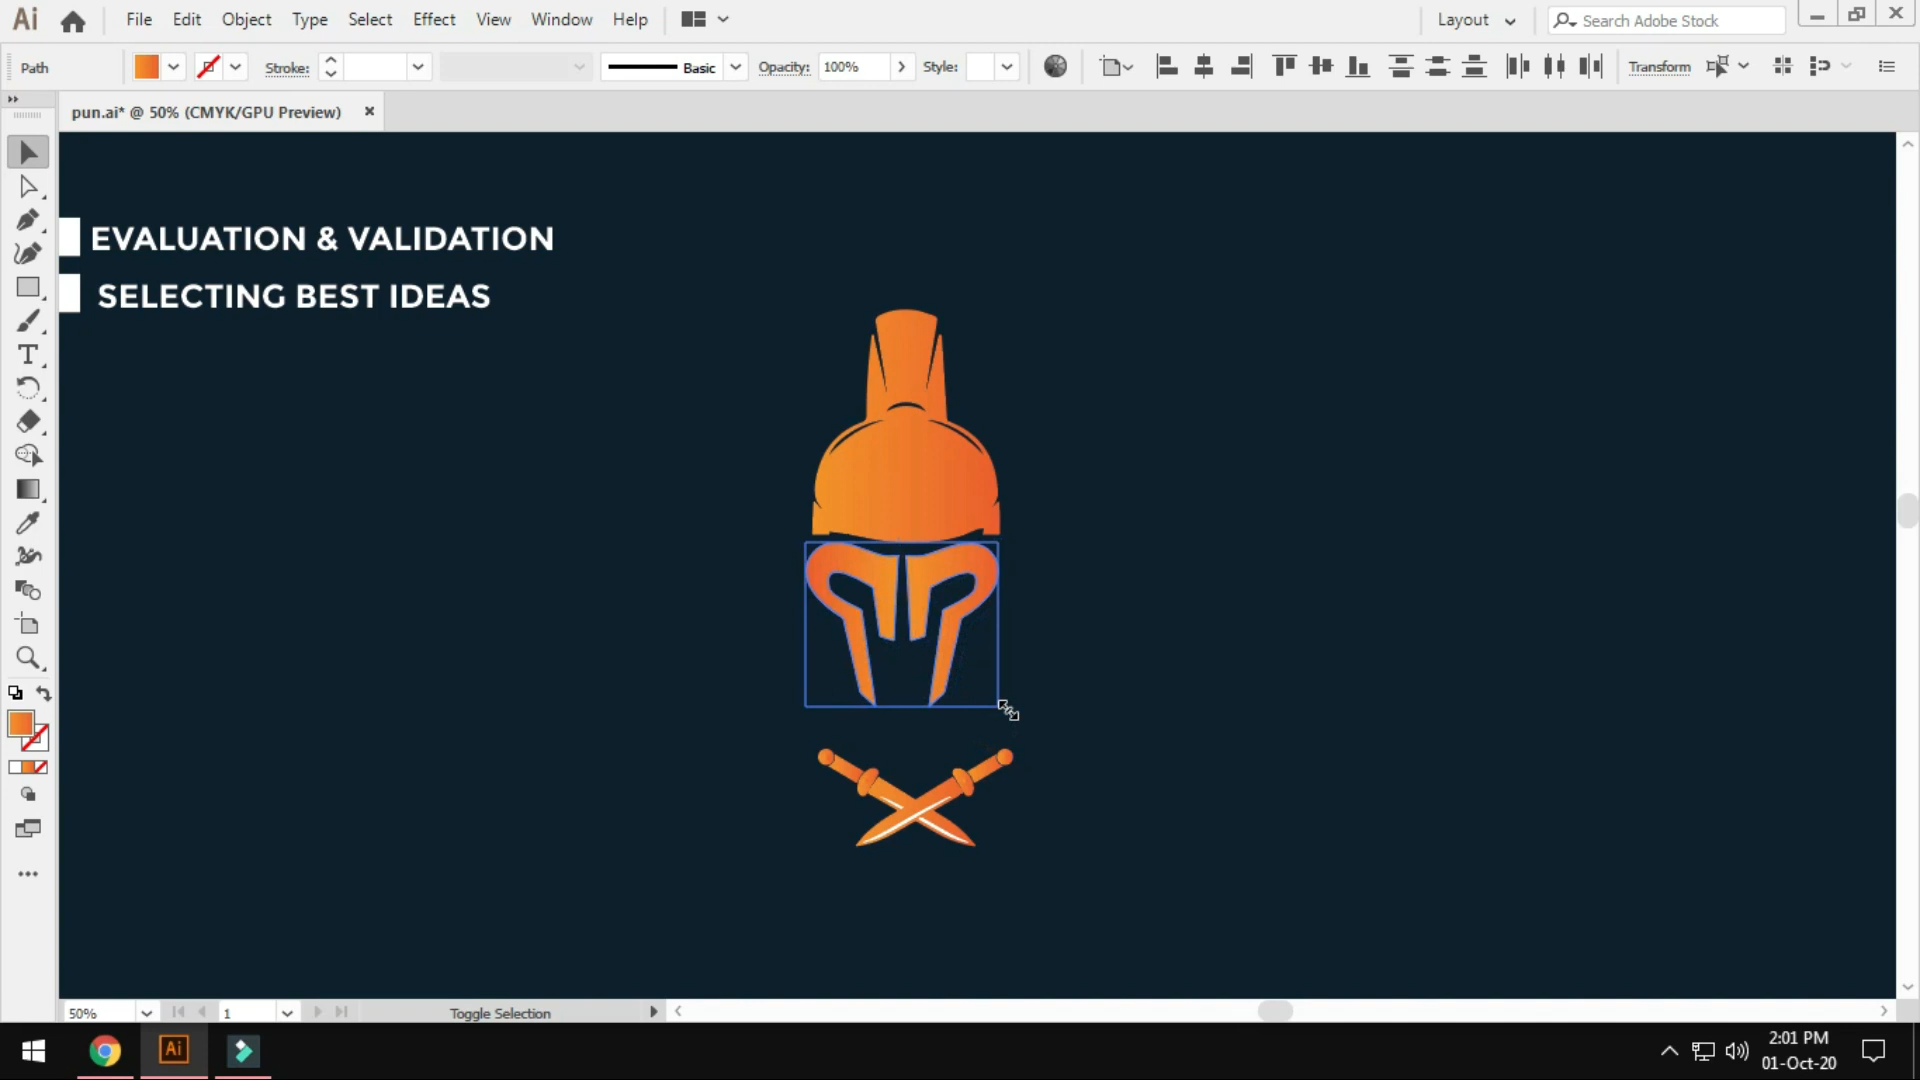 Ai File Edit Object Type Select Effect View Window Help Layout Search Adobe Stock
Path Stroke: Basic Opacity: 100% Style: Transform
pun.ai* @ 50% (CMYK/GPU Preview)
EVALUATION & VALIDATION
SELECTING BEST IDEAS
50% 1 Toggle Selection
Ai 2:01 PM
01-Oct-20